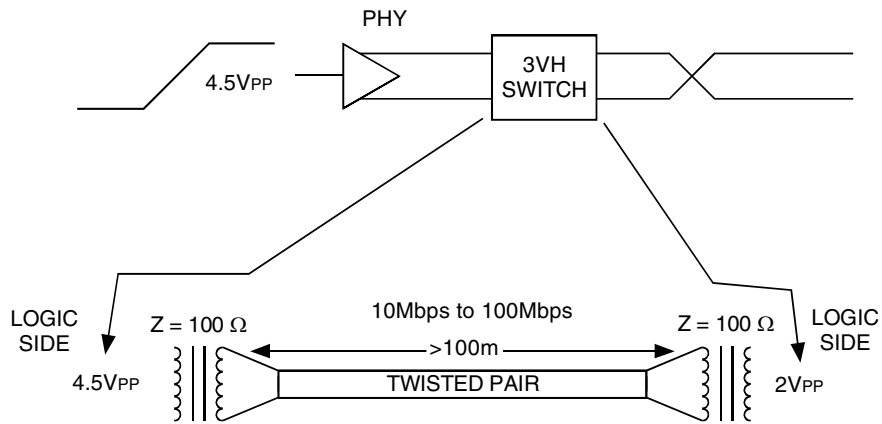 PHY
4.5VPP
3VH
SWITCH
LOGIC
SIDE
Z = 100 Ω
10Mbps to 100Mbps
Z = 100 Ω
LOGIC
SIDE
>100m
4.5VPP
TWISTED PAIR
2VPP